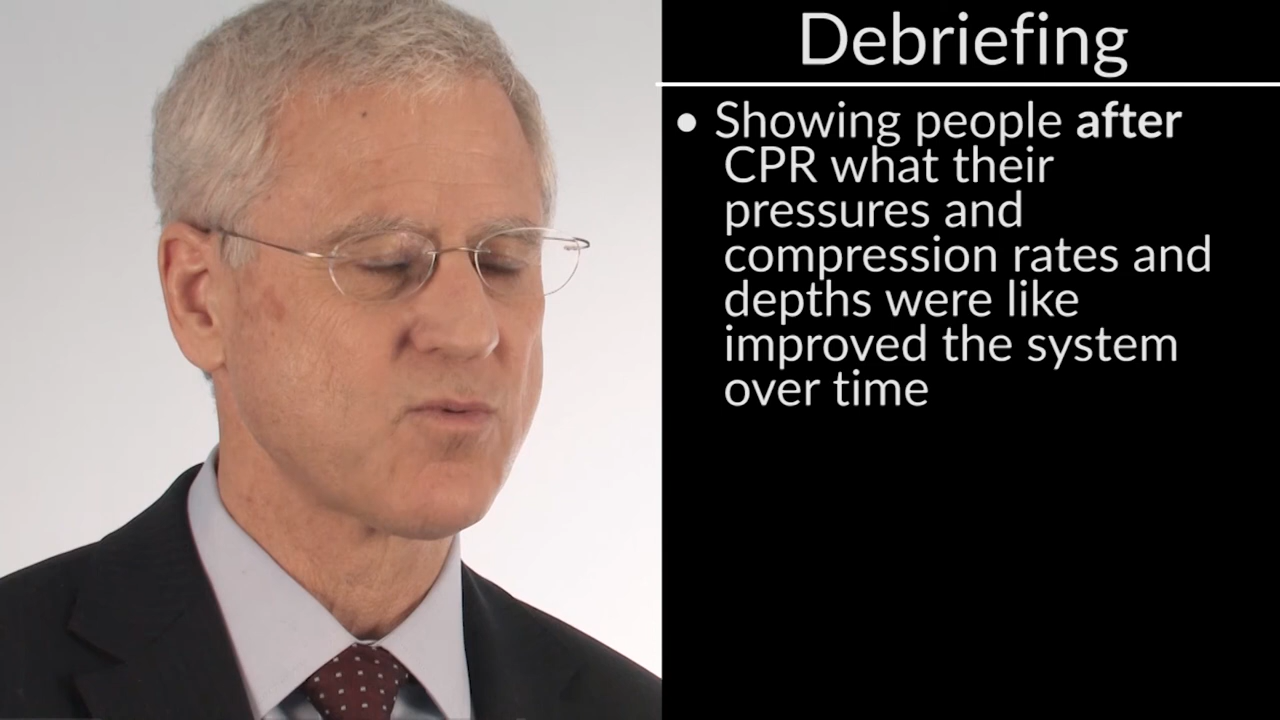 Debriefing
• Showing people after
CPR what their
pressures and
compression rates and
depths were like
improved the system
over time